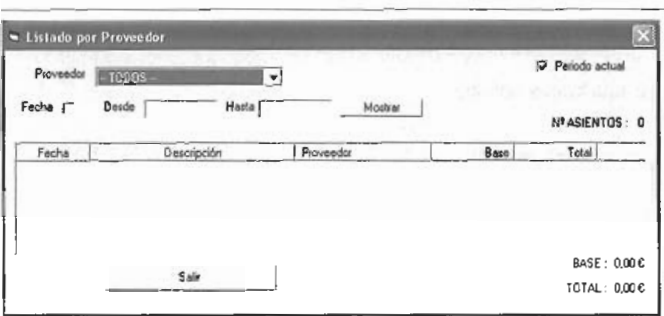 Listado por Proveedor
Proveedor -- TODOS -- Periodo actual
Fecha Desde Hasta Mostrar
Nº ASIENTOS : 0
Fecha Descripción Proveedor Base Total
Salir
BASE : 0,00 €
TOTAL : 0,00 €